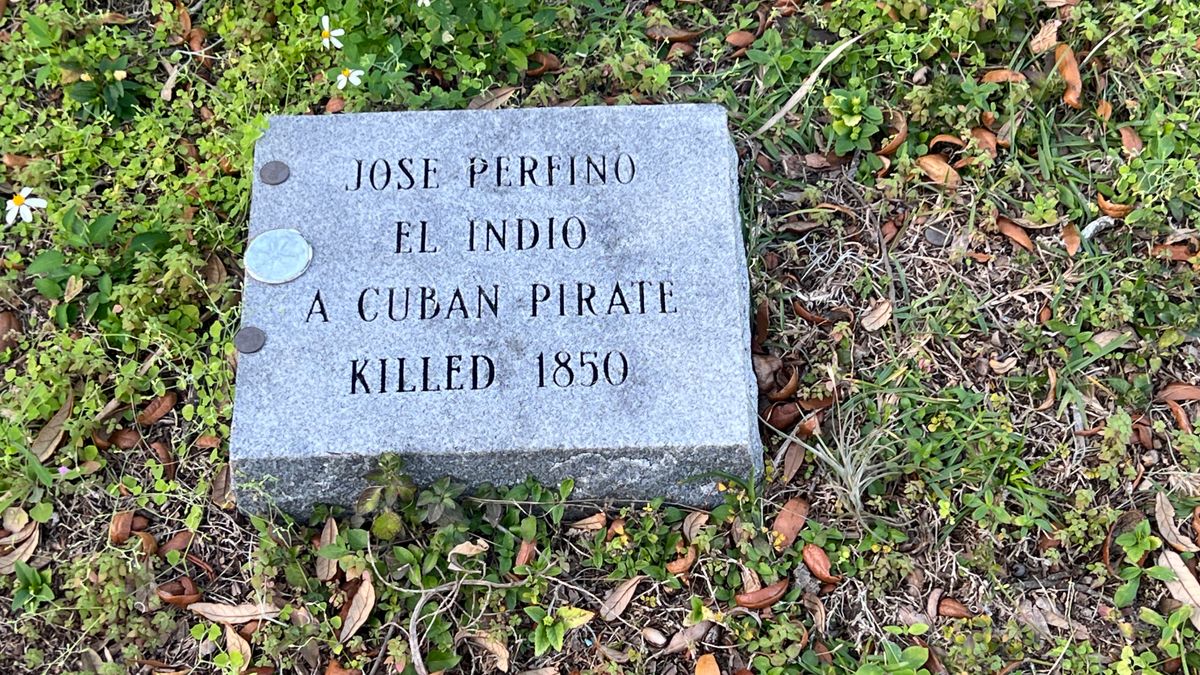 JOSE PERFINO
EL INDIO
A CUBAN PIRATE
KILLED 1850